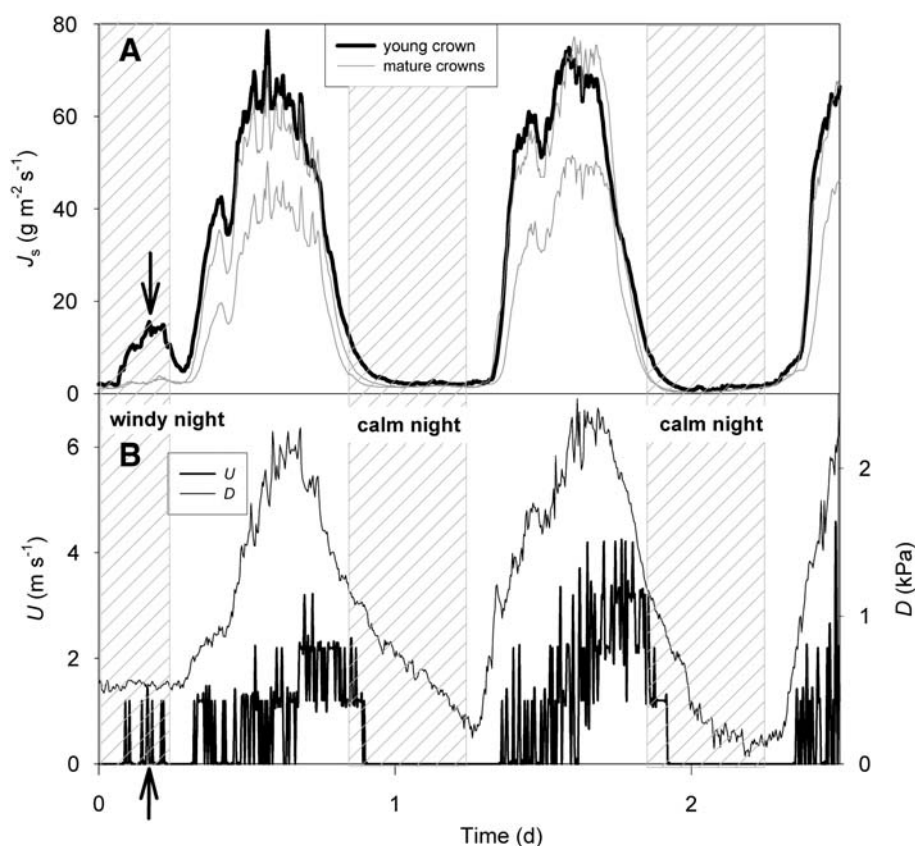 A
80
60
40
20
0
J_s (g m⁻² s⁻¹)
young crown
mature crowns
windy night
calm night
calm night
B
U
D
6
4
2
0
U (m s⁻¹)
2
1
0
D (kPa)
0
1
2
Time (d)